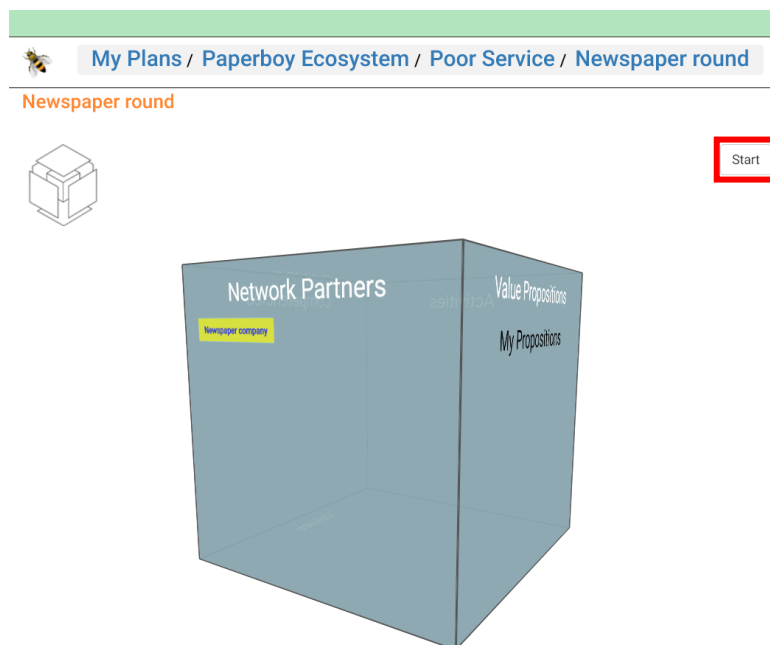 My Plans / Paperboy Ecosystem / Poor Service / Newspaper round
Newspaper round
Start
Network Partners
Value Propositions
Activities
Newspaper company
My Propositions